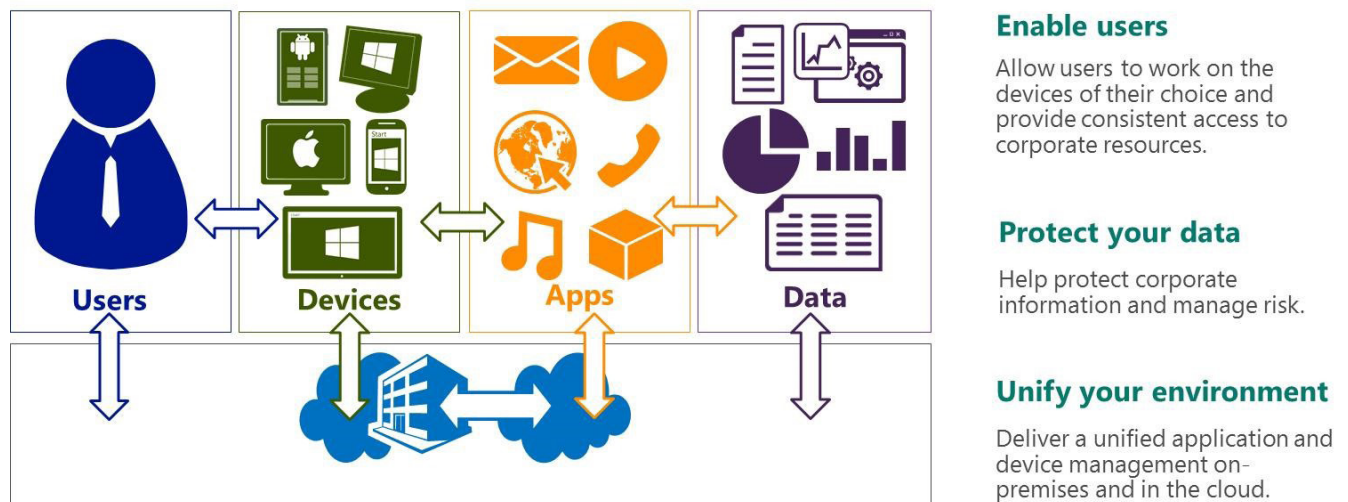 Start
Users
Devices
Apps
Data
Enable users
Allow users to work on the
devices of their choice and
provide consistent access to
corporate resources.
Protect your data
Help protect corporate
information and manage risk.
Unify your environment
Deliver a unified application and
device management on-
premises and in the cloud.